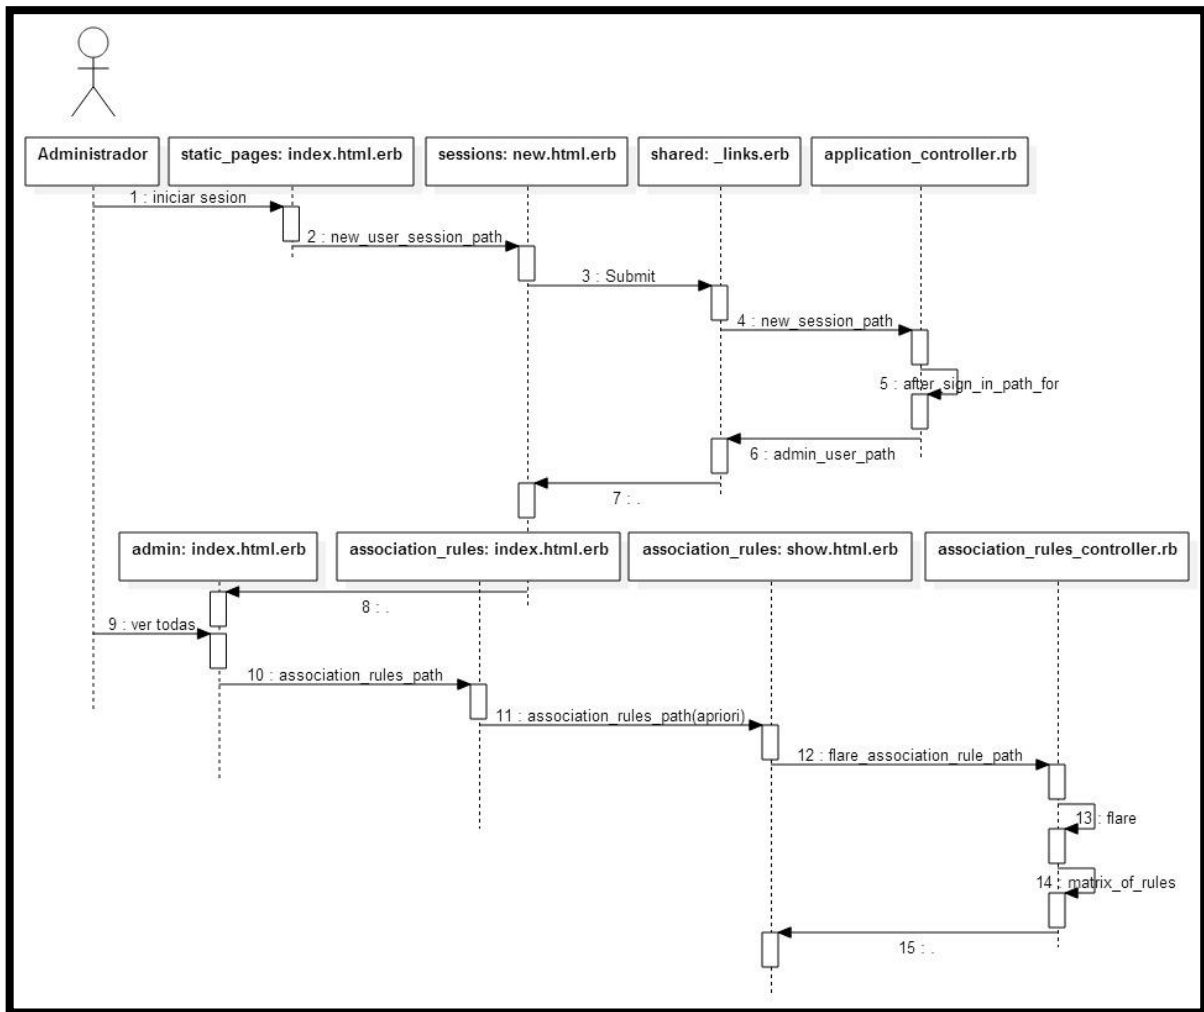 Administrador
static_pages: index.html.erb
sessions: new.html.erb
shared: _links.erb
application_controller.rb
1 : iniciar sesion
2 : new_user_session_path
3 : Submit
4 : new_session_path
5 : after_sign_in_path_for
6 : admin_user_path
7 : .
admin: index.html.erb
association_rules: index.html.erb
association_rules: show.html.erb
association_rules_controller.rb
8 : .
9 : ver todas
10 : association_rules_path
11 : association_rules_path(apriori)
12 : flare_association_rule_path
13 : flare
14 : matrix_of_rules
15 : .